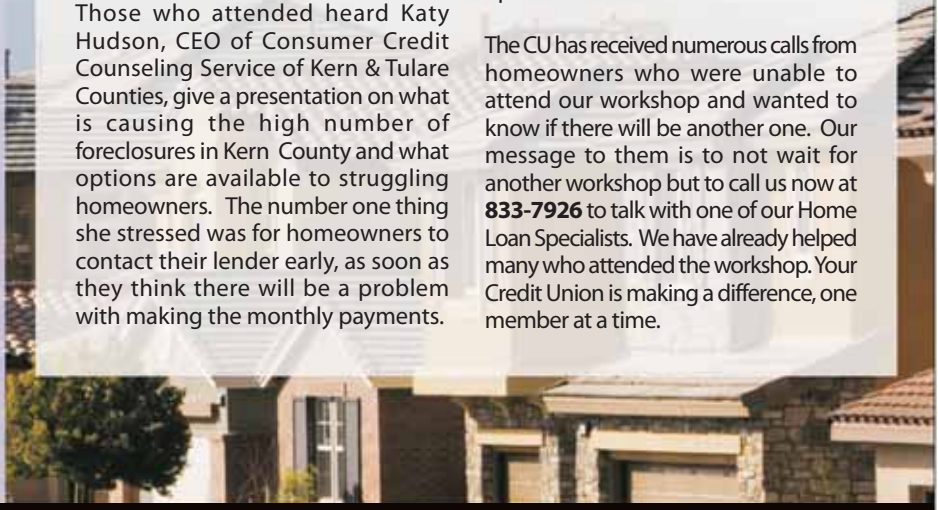 Those who attended heard Katy
Hudson, CEO of Consumer Credit
Counseling Service of Kern & Tulare
Counties, give a presentation on what
is causing the high number of
foreclosures in Kern County and what
options are available to struggling
homeowners. The number one thing
she stressed was for homeowners to
contact their lender early, as soon as
they think there will be a problem
with making the monthly payments.
The CU has received numerous calls from
homeowners who were unable to
attend our workshop and wanted to
know if there will be another one. Our
message to them is to not wait for
another workshop but to call us now at
833-7926 to talk with one of our Home
Loan Specialists. We have already helped
many who attended the workshop. Your
Credit Union is making a difference, one
member at a time.